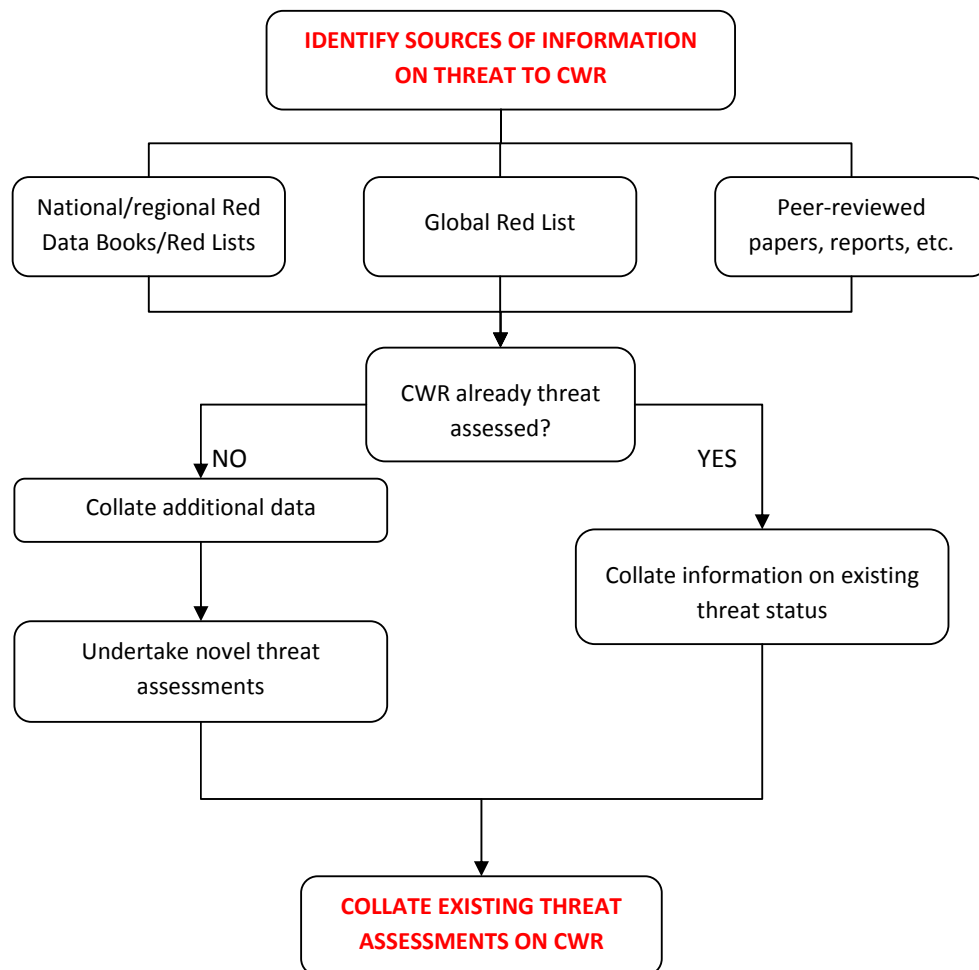 IDENTIFY SOURCES OF INFORMATION
ON THREAT TO CWR
National/regional Red
Data Books/Red Lists
Global Red List
Peer-reviewed
papers, reports, etc.
CWR already threat
assessed?
NO
YES
Collate additional data
Collate information on existing
threat status
Undertake novel threat
assessments
COLLATE EXISTING THREAT
ASSESSMENTS ON CWR